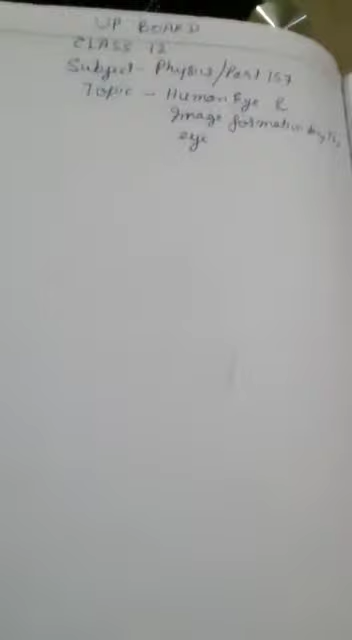 UP BOARD
CLASS 12
Subject - Physics/Part 157
Topic - Human Eye &
Image formation by the
eye